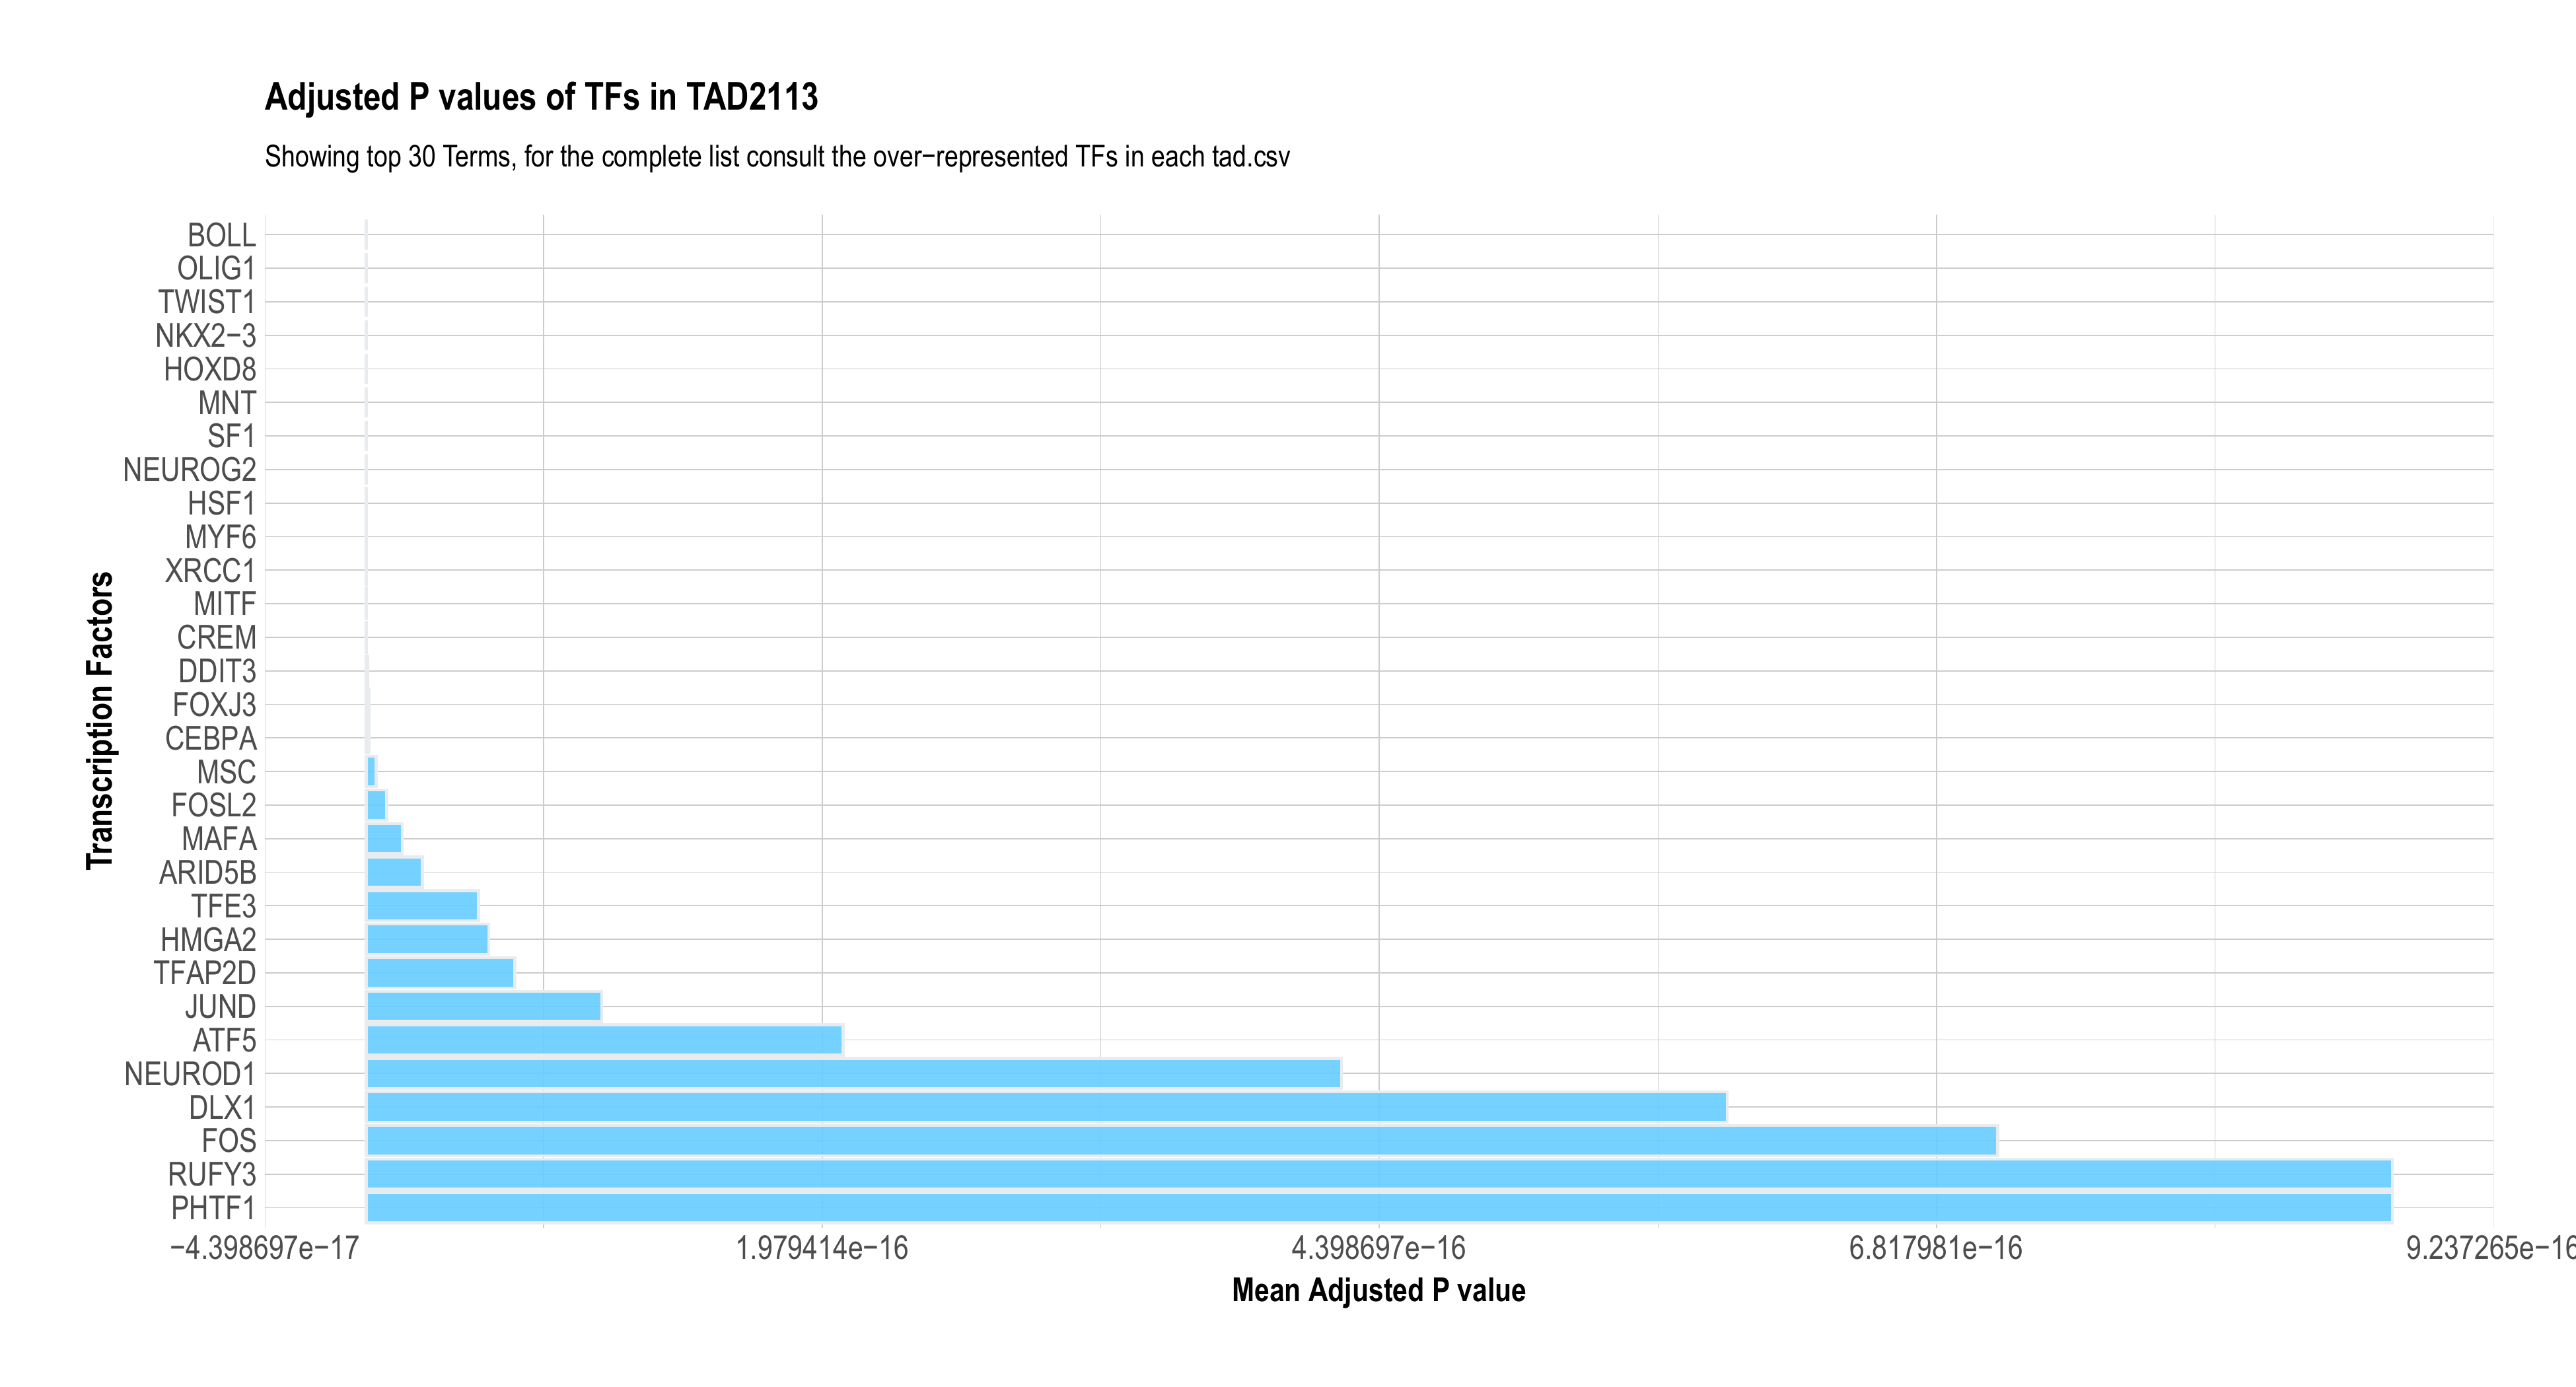 Adjusted P values of TFs in TAD2113
Showing top 30 Terms, for the complete list consult the over−represented TFs in each tad.csv
Transcription Factors
BOLL
OLIG1
TWIST1
NKX2−3
HOXD8
MNT
SF1
NEUROG2
HSF1
MYF6
XRCC1
MITF
CREM
DDIT3
FOXJ3
CEBPA
MSC
FOSL2
MAFA
ARID5B
TFE3
HMGA2
TFAP2D
JUND
ATF5
NEUROD1
DLX1
FOS
RUFY3
PHTF1
−4.398697e−17 1.979414e−16 4.398697e−16 6.817981e−16 9.237265e−16
Mean Adjusted P value